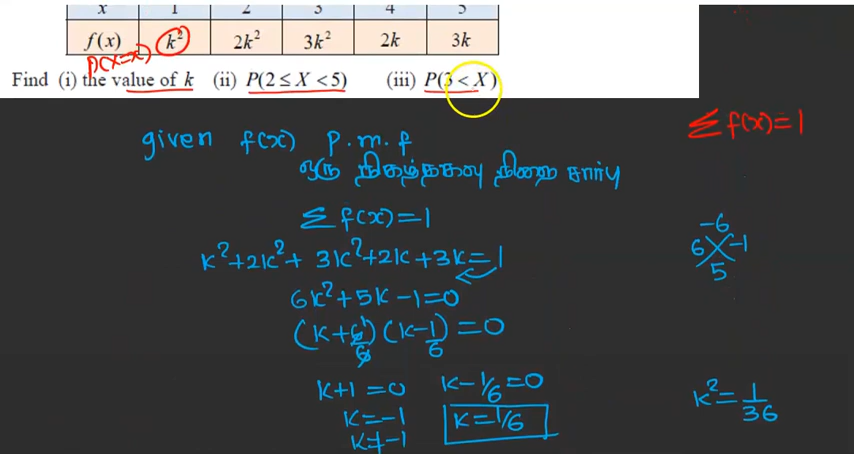 x 1 2 3 4 5
f(x) k² 2k² 3k² 2k 3k
P(X=x)
Find (i) the value of k (ii) P(2 ≤ X < 5) (iii) P(3 < X)
Σ f(x) = 1
given f(x) p.m.f
ஒரு நிகழ்தகவு நிறை சார்பு
Σ f(x) = 1
k² + 2k² + 3k² + 2k + 3k = 1
-6
6 -1
5
6k² + 5k - 1 = 0
(k + 6/6) (k - 1/6) = 0
k + 1 = 0 k - 1/6 = 0
k = -1 k = 1/6
k ≠ -1
k² = 1/36